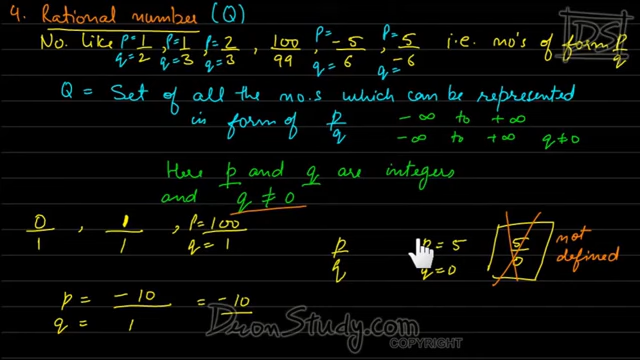 4. Rational number (Q)
No. like p=1/q=2, p=1/q=3, p=2/q=3, 100/99, p=-5/q=6, p=5/q=-6 i.e. no's of form p/q
Q = Set of all the no.s which can be represented
in form of p/q
-∞ to +∞
-∞ to +∞ q≠0
Here p and q are integers
and q ≠ 0
0/1, 1/1, p=100/q=1
p/q
p=5
q=0
5/0
not
defined
p = -10
q = 1
= -10
DronStudy.com
COPYRIGHT
DS